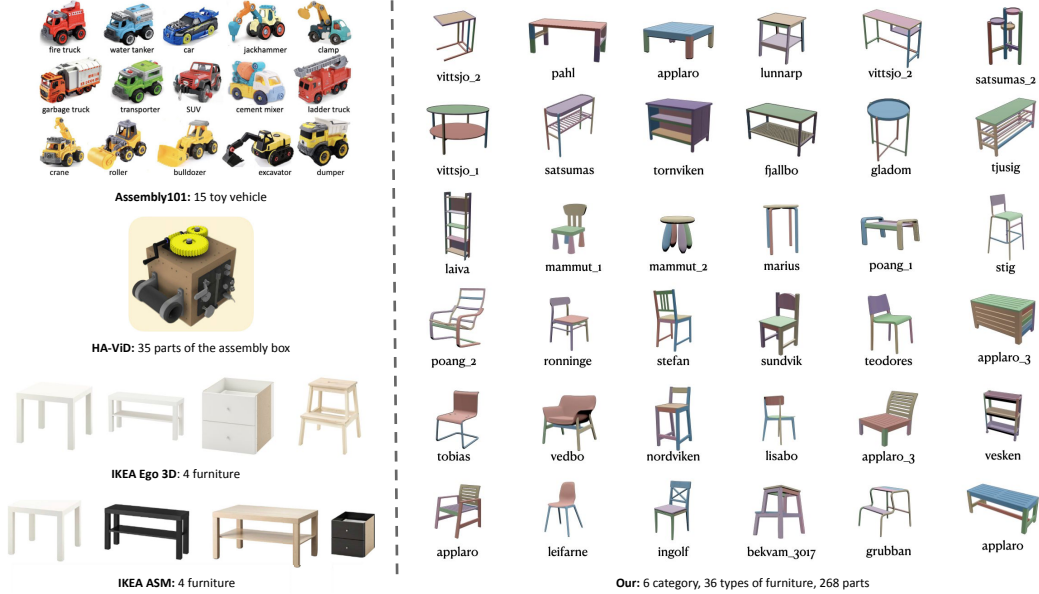 fire truck water tanker car jackhammer clamp
garbage truck transporter SUV cement mixer ladder truck
crane roller bulldozer excavator dumper
Assembly101: 15 toy vehicle
HA-ViD: 35 parts of the assembly box
IKEA Ego 3D: 4 furniture
IKEA ASM: 4 furniture
vittsjo_2 pahl applaro lunnarp vittsjo_2 satsumas_2
vittsjo_1 satsumas tornviken fjallbo gladom tjusig
laiva mammut_1 mammut_2 marius poang_1 stig
poang_2 ronninge stefan sundvik teodores applaro_3
tobias vedbo nordviken lisabo applaro_3 vesken
applaro leifarne ingolf bekvam_3017 grubban applaro
Our: 6 category, 36 types of furniture, 268 parts